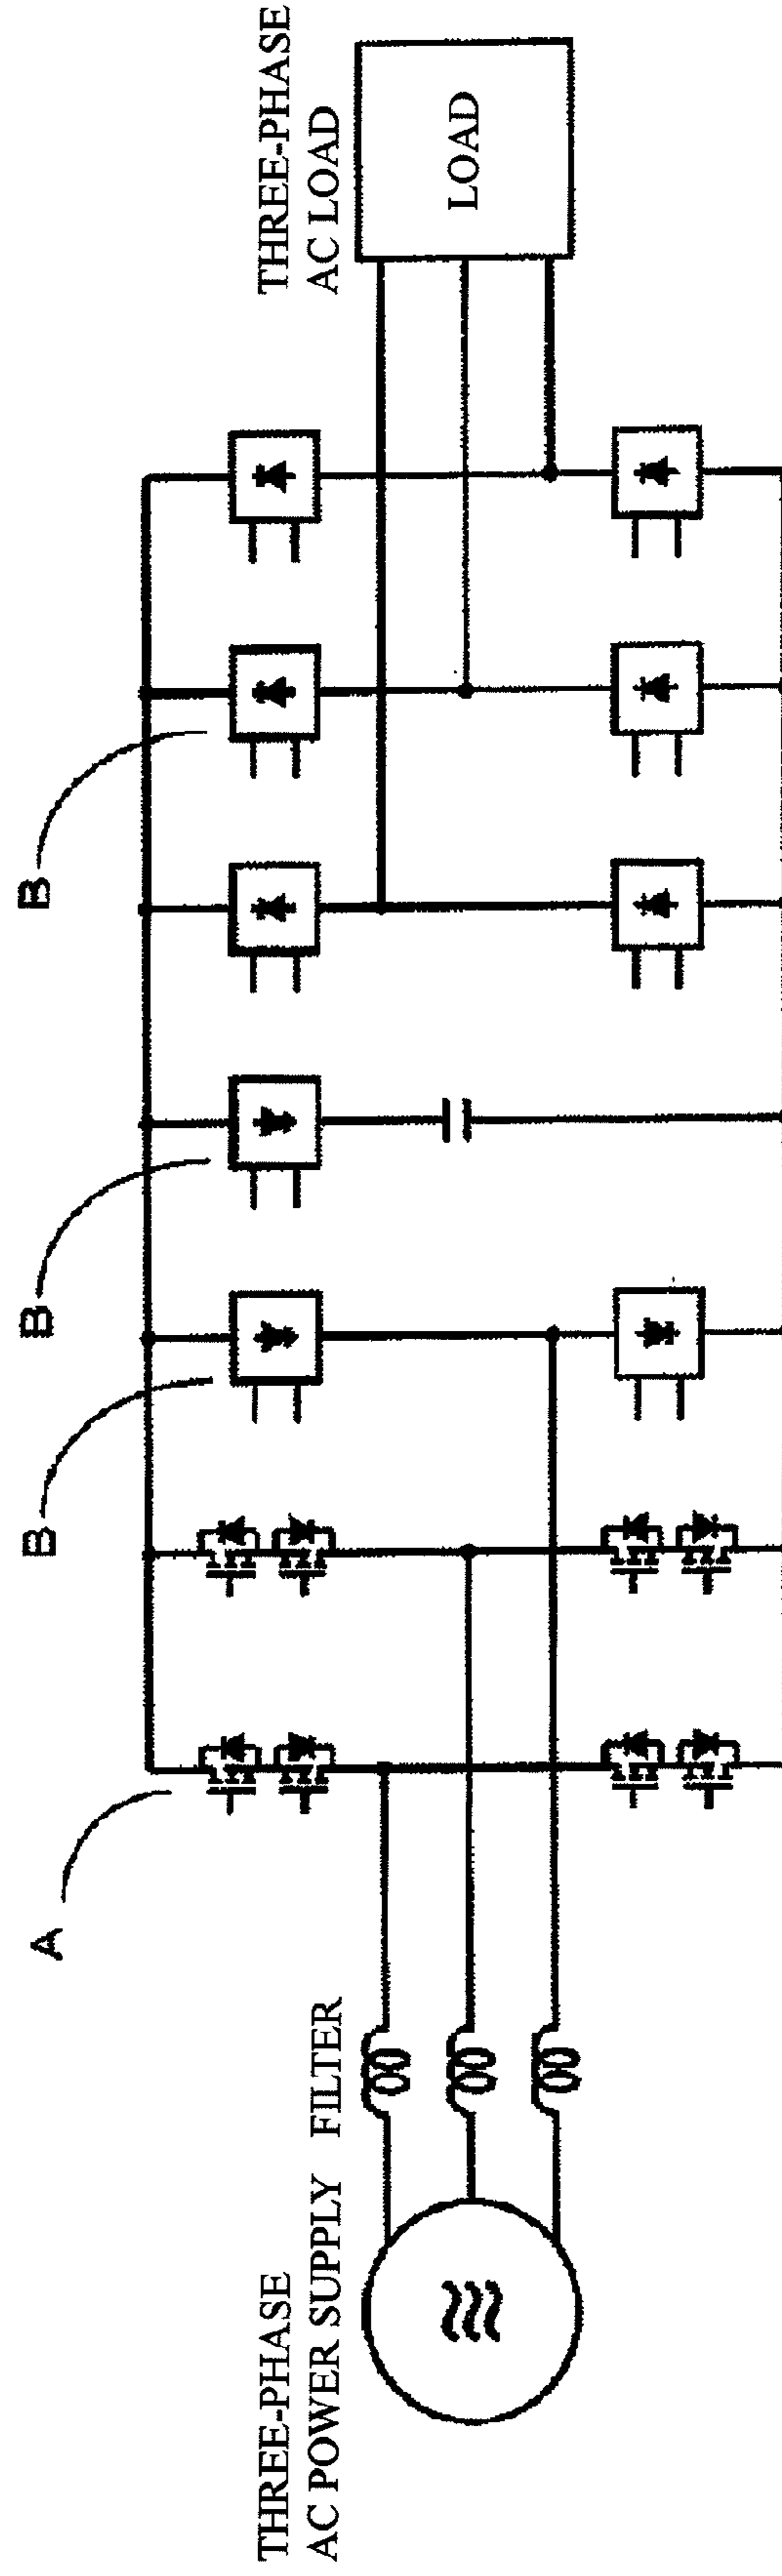 THREE-PHASE
AC POWER SUPPLY
FILTER
A
B
B
B
THREE-PHASE
AC LOAD
LOAD